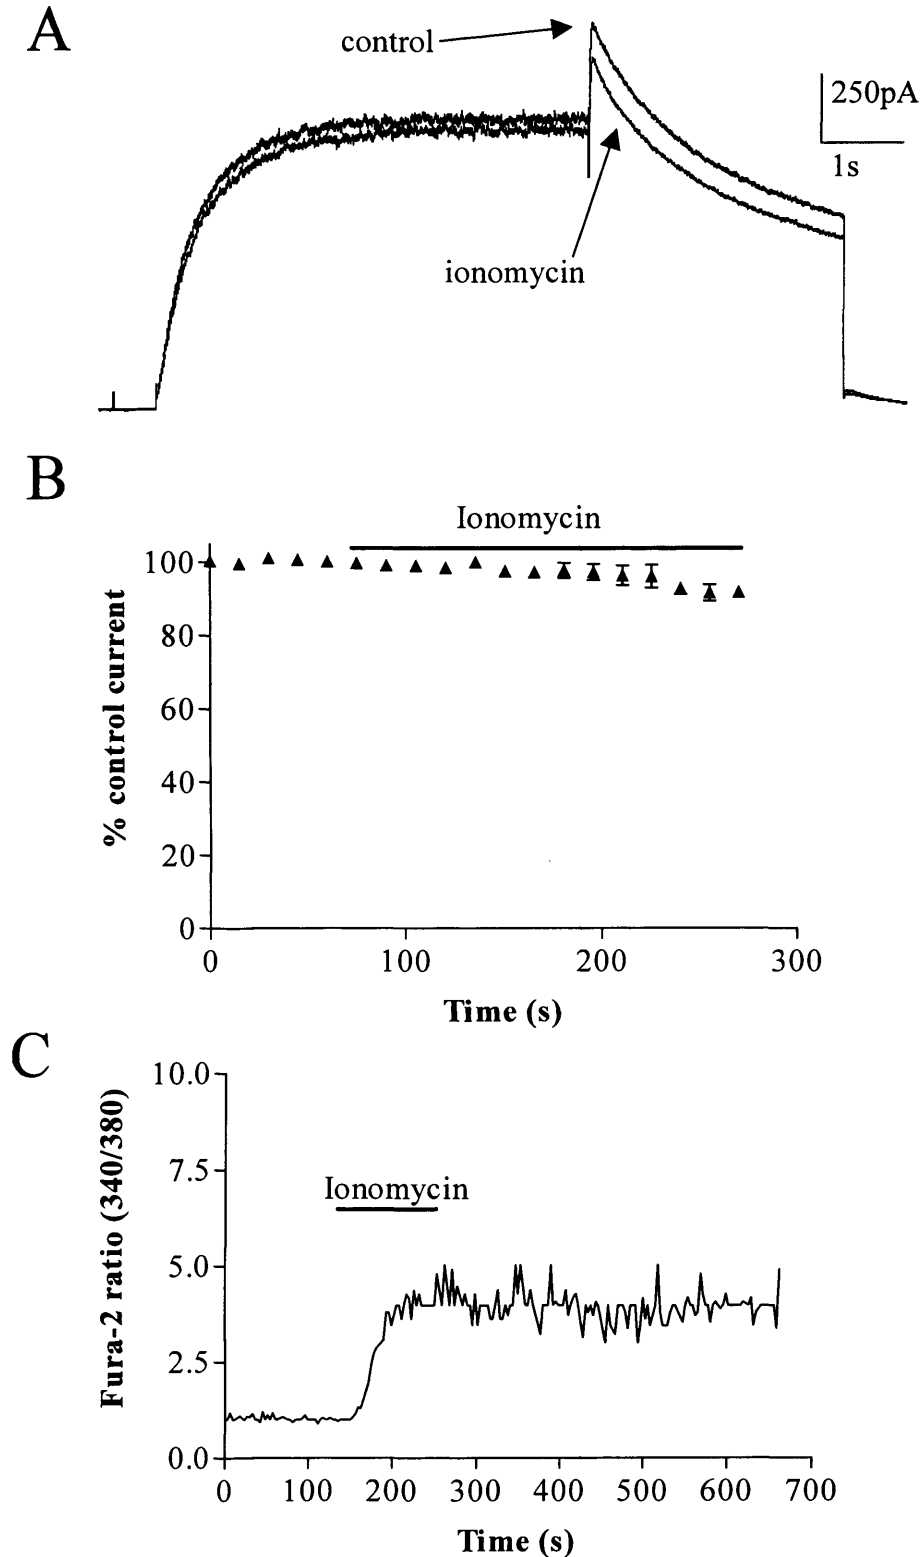 A
control
250pA
1s
ionomycin
B
Ionomycin
% control current
100
80
60
40
20
0
0 100 200 300
Time (s)
C
Fura-2 ratio (340/380)
10.0
7.5
Ionomycin
5.0
2.5
0.0
0 100 200 300 400 500 600 700
Time (s)